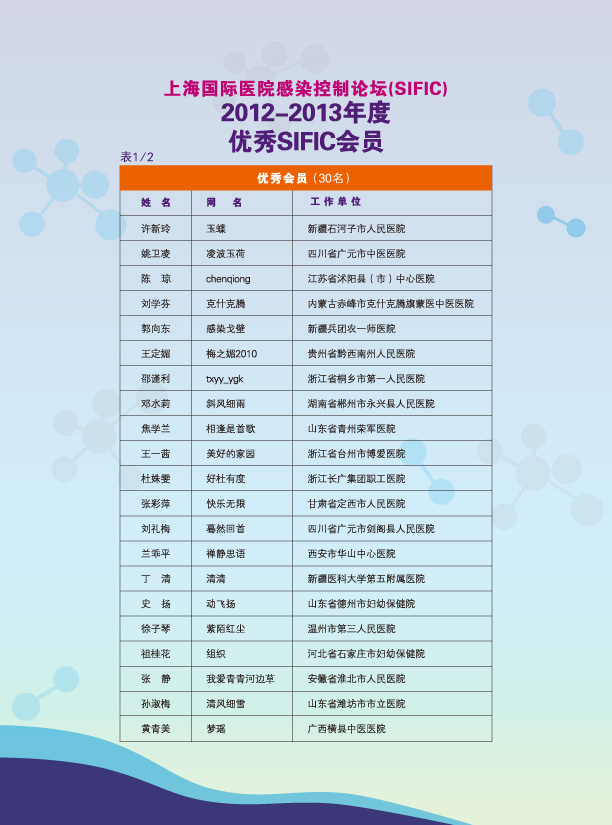 上海国际医院感染控制论坛(SIFIC)
2012-2013年度
优秀SIFIC会员
表1/2
优秀会员（30名）
姓 名 网 名 工作单位
许新玲 玉蝶 新疆石河子市人民医院
姚卫凌 凌波玉荷 四川省广元市中医医院
陈 琼 chenqiong 江苏省沭阳县（市）中心医院
刘学芬 克什克腾 内蒙古赤峰市克什克腾旗蒙医中医医院
郭向东 感染戈壁 新疆兵团农一师医院
王定媚 梅之媚2010 贵州省黔西南州人民医院
邵谨利 txyy_ygk 浙江省桐乡市第一人民医院
邓水莉 斜风细雨 湖南省郴州市永兴县人民医院
焦学兰 相逢是首歌 山东省青州荣军医院
王一茜 美好的家园 浙江省台州市博爱医院
杜姝雯 好杜有度 浙江长广集团职工医院
张彩萍 快乐无限 甘肃省定西市人民医院
刘礼梅 蓦然回首 四川省广元市剑阁县人民医院
兰乖平 禅静思语 西安市华山中心医院
丁 清 清清 新疆医科大学第五附属医院
史 扬 动飞扬 山东省德州市妇幼保健院
徐子琴 紫陌红尘 温州市第三人民医院
祖桂花 组织 河北省石家庄市妇幼保健院
张 静 我爱青青河边草 安徽省淮北市人民医院
孙淑梅 清风细雪 山东省潍坊市市立医院
黄青美 梦瑶 广西横县中医医院